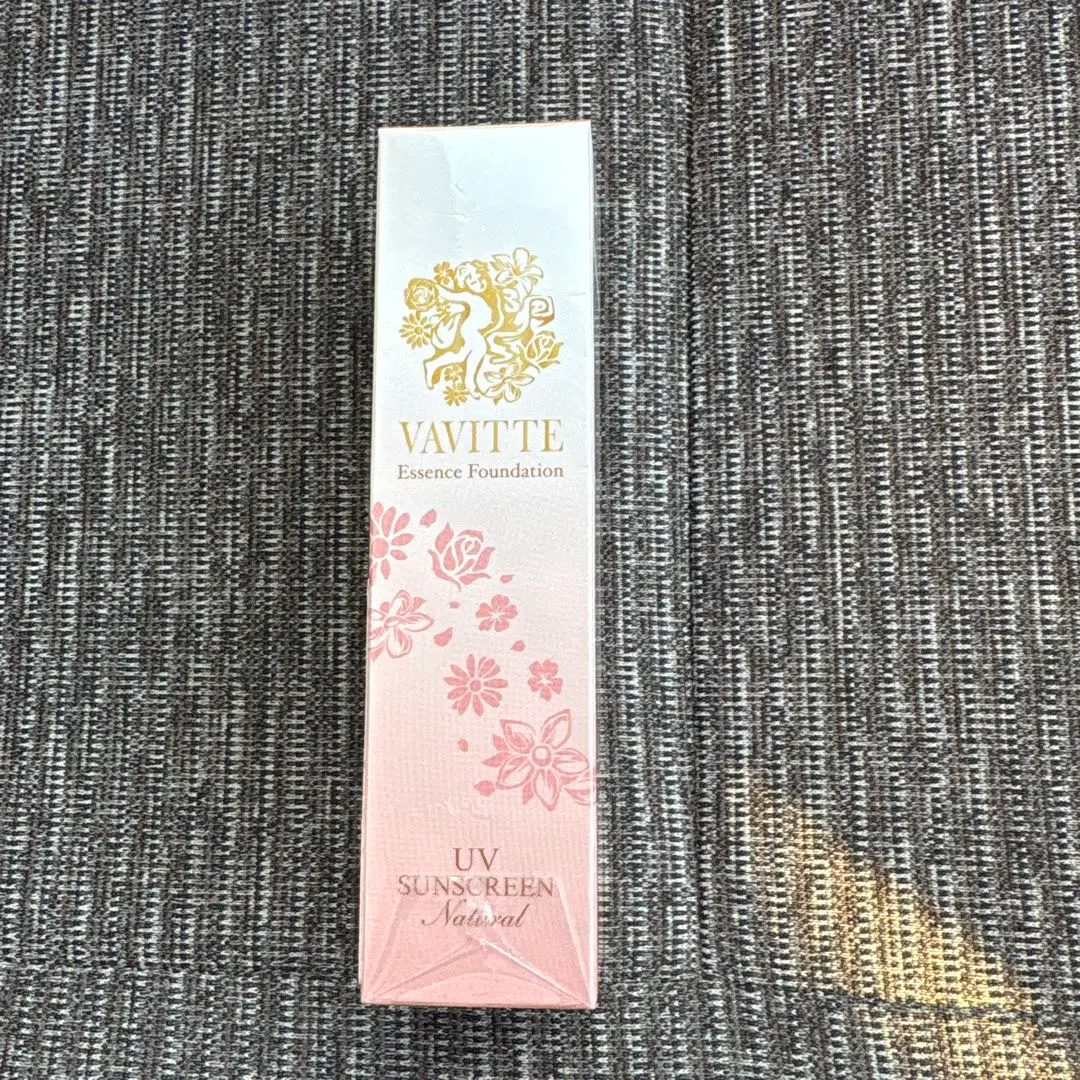 VAVITTE
Essence Foundation
UV
SUNSCREEN
Natural